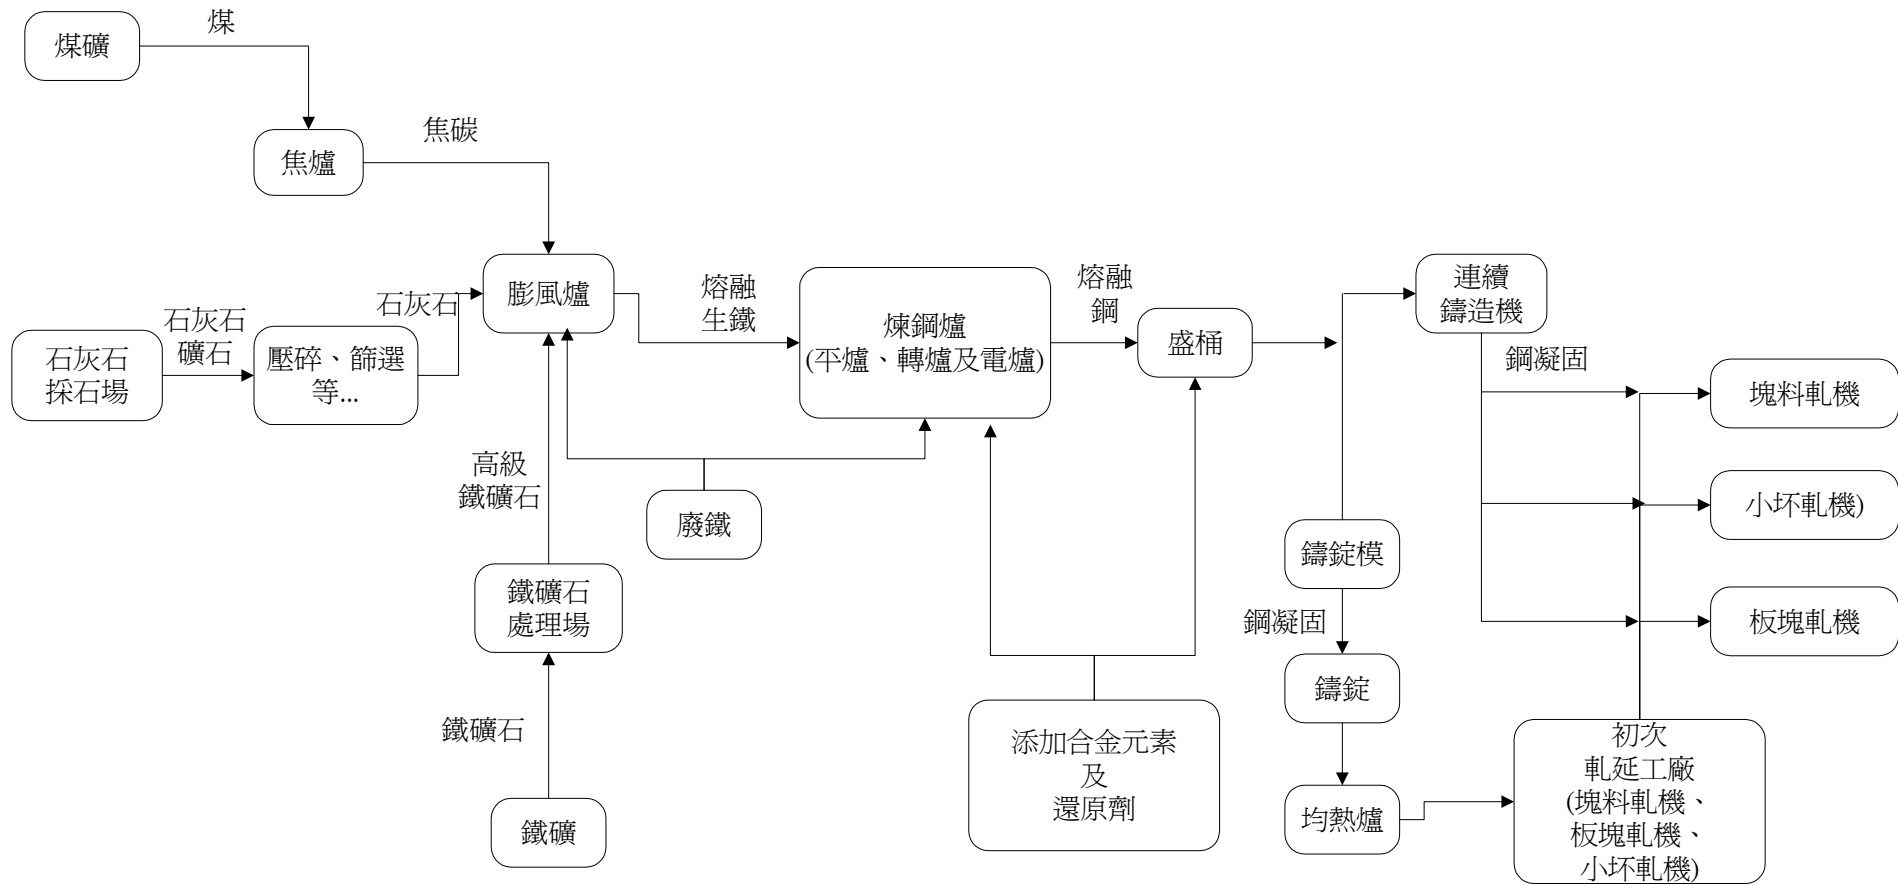 煤
煤礦
焦碳
焦爐
石灰石
採石場
石灰石
礦石
壓碎、篩選
等...
石灰石
膨風爐
高級
鐵礦石
鐵礦石
處理場
鐵礦石
鐵礦
廢鐵
熔融
生鐵
煉鋼爐
(平爐、轉爐及電爐)
熔融
鋼
盛桶
添加合金元素
及
還原劑
連續
鑄造機
鋼凝固
鑄錠模
鋼凝固
鑄錠
均熱爐
初次
軋延工廠
(塊料軋機、
板塊軋機、
小坏軋機)
塊料軋機
小坏軋機)
板塊軋機